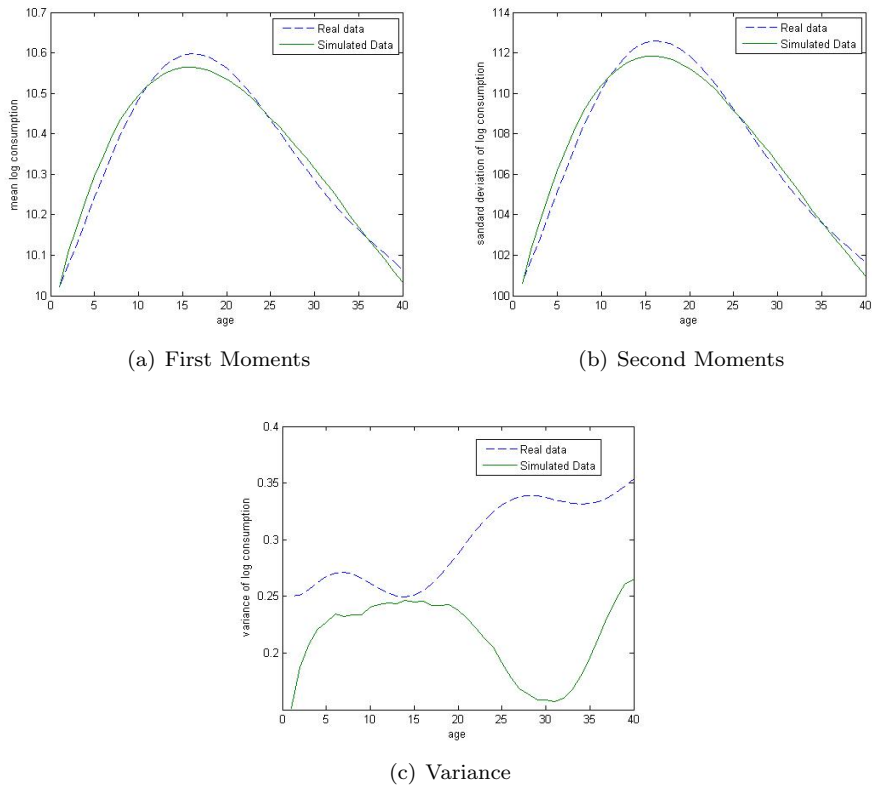 10.7
10.6
10.5
10.4
10.3
10.2
10.1
10
0 5 10 15 20 25 30 35 40
mean log consumption
age
Real data
Simulated Data
(a) First Moments
114
112
110
108
106
104
102
100
0 5 10 15 20 25 30 35 40
sandard deviation of log consumption
age
Real data
Simulated Data
(b) Second Moments
0.4
0.35
0.3
0.25
0.2
0 5 10 15 20 25 30 35 40
variance of log consumption
age
Real data
Simulated Data
(c) Variance